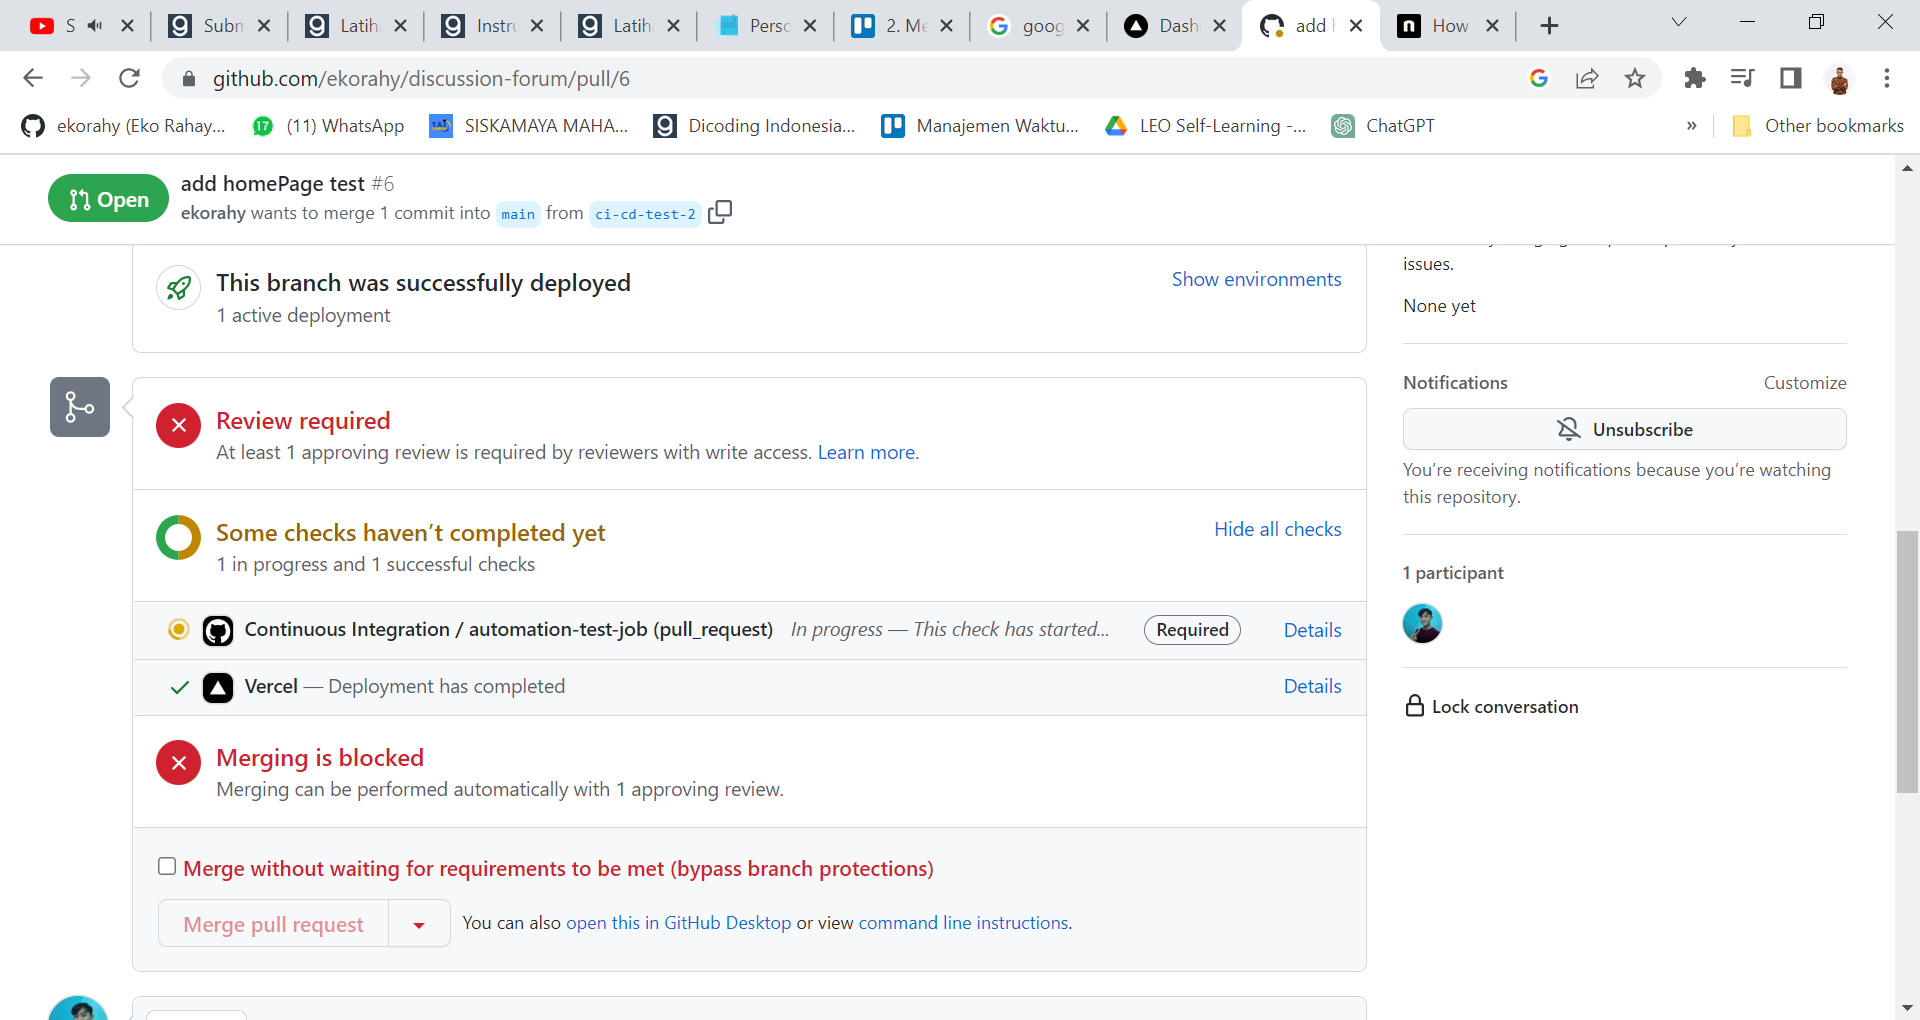 S
Subm
Latih
Instru
Latih
Perso
2. Me
goog
Dash
add h
How
github.com/ekorahy/discussion-forum/pull/6
ekorahy (Eko Rahay...
17
(11) WhatsApp
SISKAMAYA MAHA...
Dicoding Indonesia...
Manajemen Waktu...
LEO Self-Learning -...
ChatGPT
»
Other bookmarks
Open
add homePage test #6
ekorahy wants to merge 1 commit into main from ci-cd-test-2
This branch was successfully deployed
Show environments
1 active deployment
Review required
At least 1 approving review is required by reviewers with write access. Learn more.
Some checks haven’t completed yet
Hide all checks
1 in progress and 1 successful checks
Continuous Integration / automation-test-job (pull_request) In progress — This check has started... Required Details
Vercel — Deployment has completed Details
Merging is blocked
Merging can be performed automatically with 1 approving review.
Merge without waiting for requirements to be met (bypass branch protections)
Merge pull request
You can also open this in GitHub Desktop or view command line instructions.
issues.
None yet
Notifications
Customize
Unsubscribe
You’re receiving notifications because you’re watching
this repository.
1 participant
Lock conversation